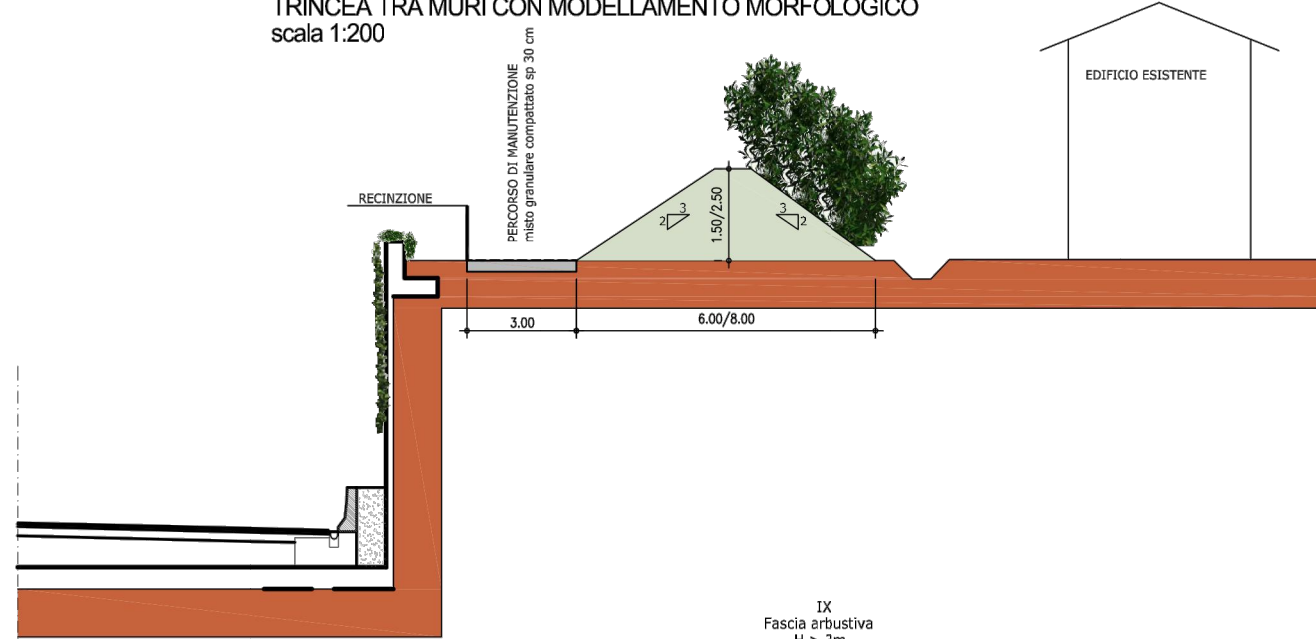 TRINCEA TRA MURI CON MODELLAMENTO MORFOLOGICO
scala 1:200
PERCORSO DI MANUTENZIONE
misto granulare compattato sp 30 cm
EDIFICIO ESISTENTE
RECINZIONE
2
3
1.50/2.50
3
2
3.00
6.00/8.00
IX
Fascia arbustiva
H > 1m